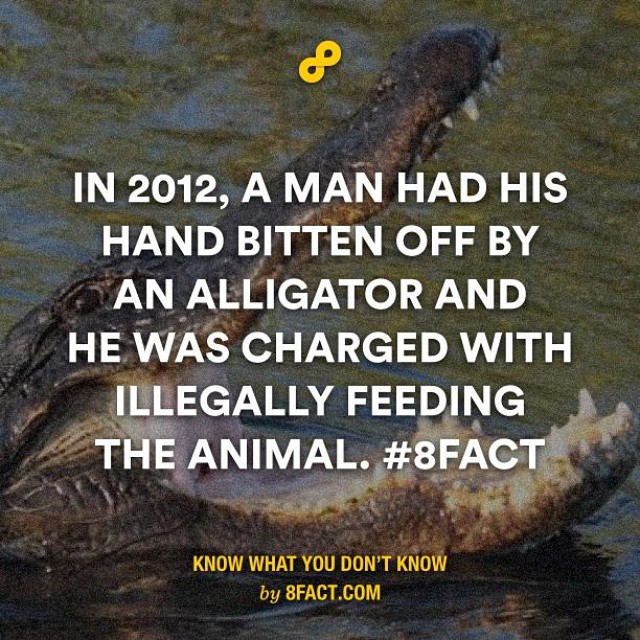 IN 2012, A MAN HAD HIS
HAND BITTEN OFF BY
AN ALLIGATOR AND
HE WAS CHARGED WITH
ILLEGALLY FEEDING
THE ANIMAL. #8FACT
KNOW WHAT YOU DON'T KNOW
by 8FACT.COM